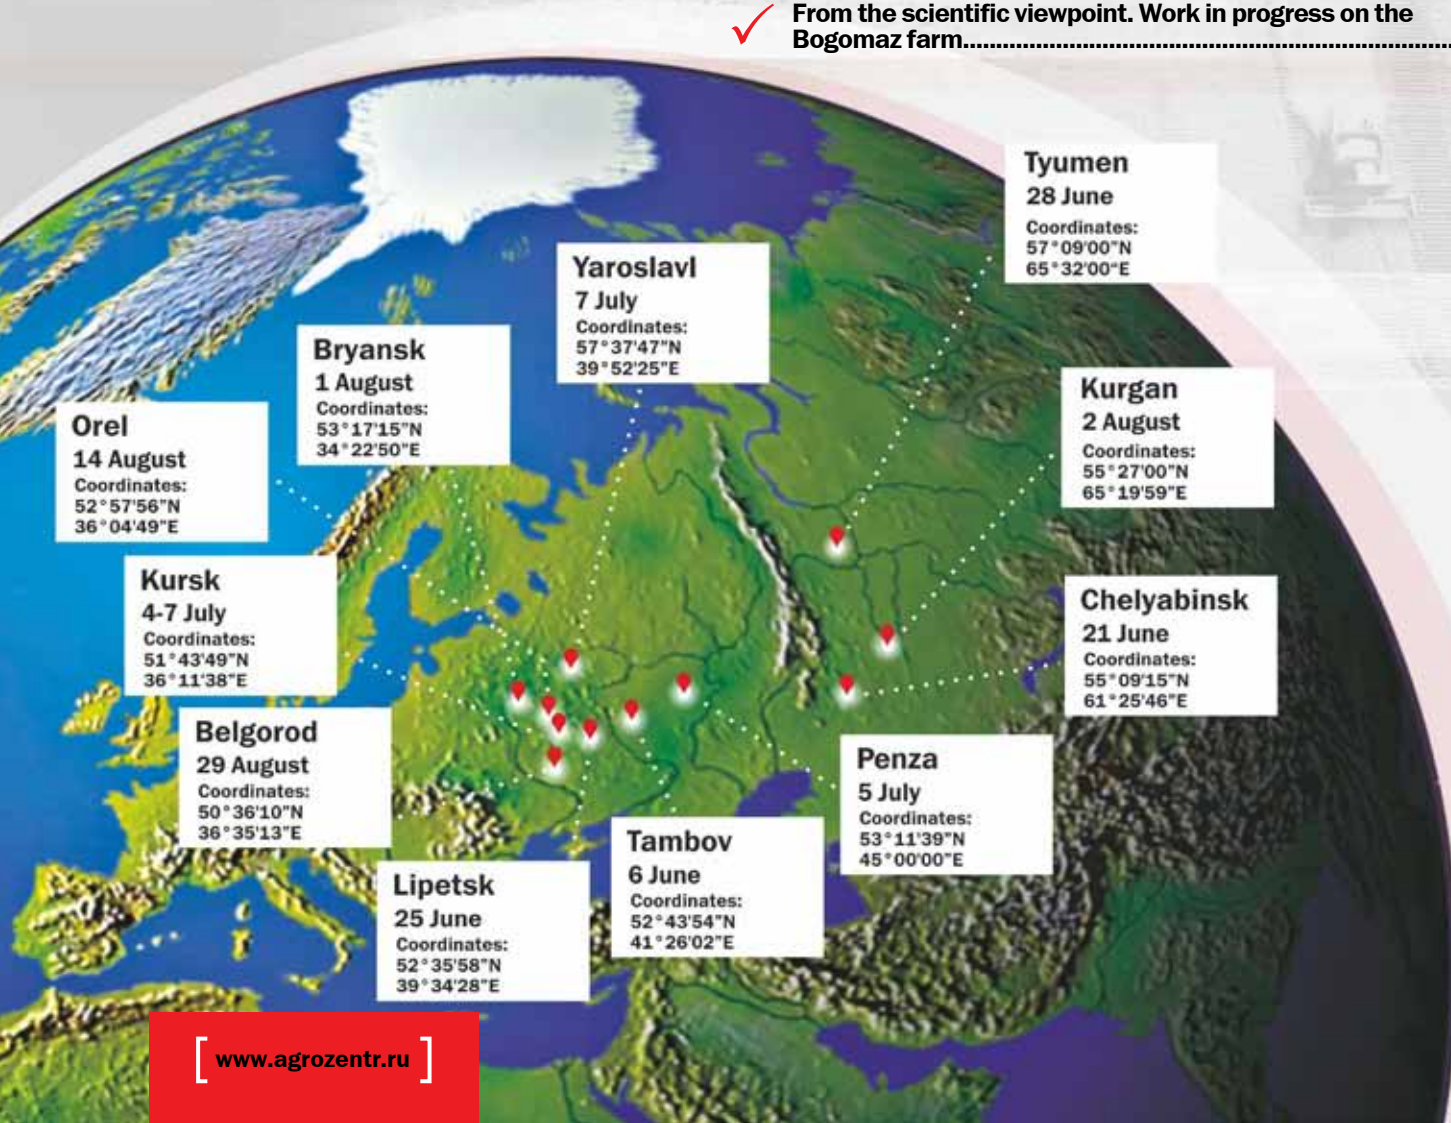 From the scientific viewpoint. Work in progress on the
Bogomaz farm..........................................................................
Tyumen
28 June
Coordinates:
57°09'00"N
65°32'00"E
Yaroslavl
7 July
Coordinates:
57°37'47"N
39°52'25"E
Bryansk
1 August
Coordinates:
53°17'15"N
34°22'50"E
Kurgan
2 August
Coordinates:
55°27'00"N
65°19'59"E
Orel
14 August
Coordinates:
52°57'56"N
36°04'49"E
Kursk
4-7 July
Coordinates:
51°43'49"N
36°11'38"E
Chelyabinsk
21 June
Coordinates:
55°09'15"N
61°25'46"E
Belgorod
29 August
Coordinates:
50°36'10"N
36°35'13"E
Penza
5 July
Coordinates:
53°11'39"N
45°00'00"E
Tambov
6 June
Coordinates:
52°43'54"N
41°26'02"E
Lipetsk
25 June
Coordinates:
52°35'58"N
39°34'28"E
[ www.agrozentr.ru ]